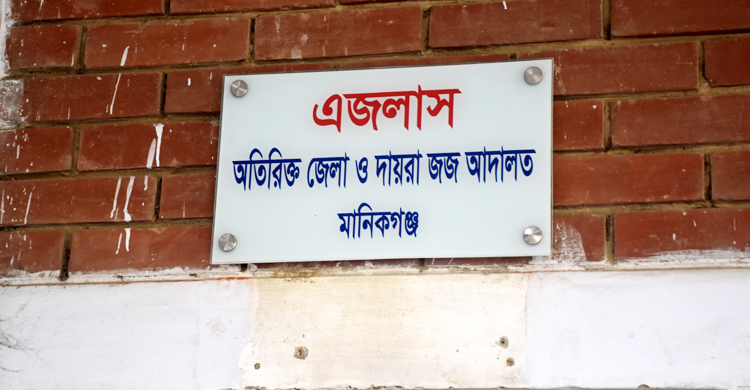 এজলাস
অতিরিক্ত জেলা ও দায়রা জজ আদালত
মানিকগঞ্জ